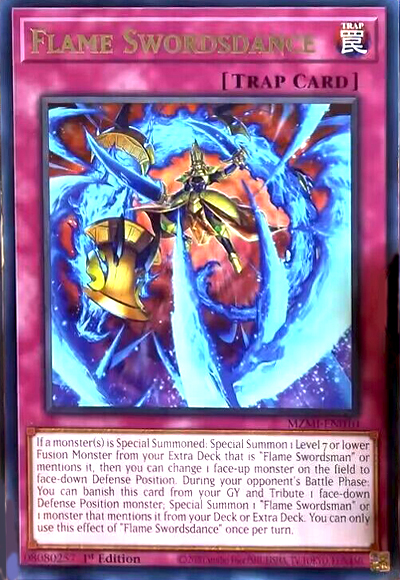 FLAME SWORDSDANCE
TRAP
罠
[TRAP CARD]
If a monster(s) is Special Summoned: Special Summon 1 Level 7 or lower
Fusion Monster from your Extra Deck that is "Flame Swordsman" or
mentions it, then you can change 1 face-up monster on the field to
face-down Defense Position. During your opponent's Battle Phase:
You can banish this card from your GY and Tribute 1 face-down
Defense Position monster; Special Summon 1 "Flame Swordsman" or
1 monster that mentions it from your Deck or Extra Deck. You can only
use this effect of "Flame Swordsdance" once per turn.
1st Edition